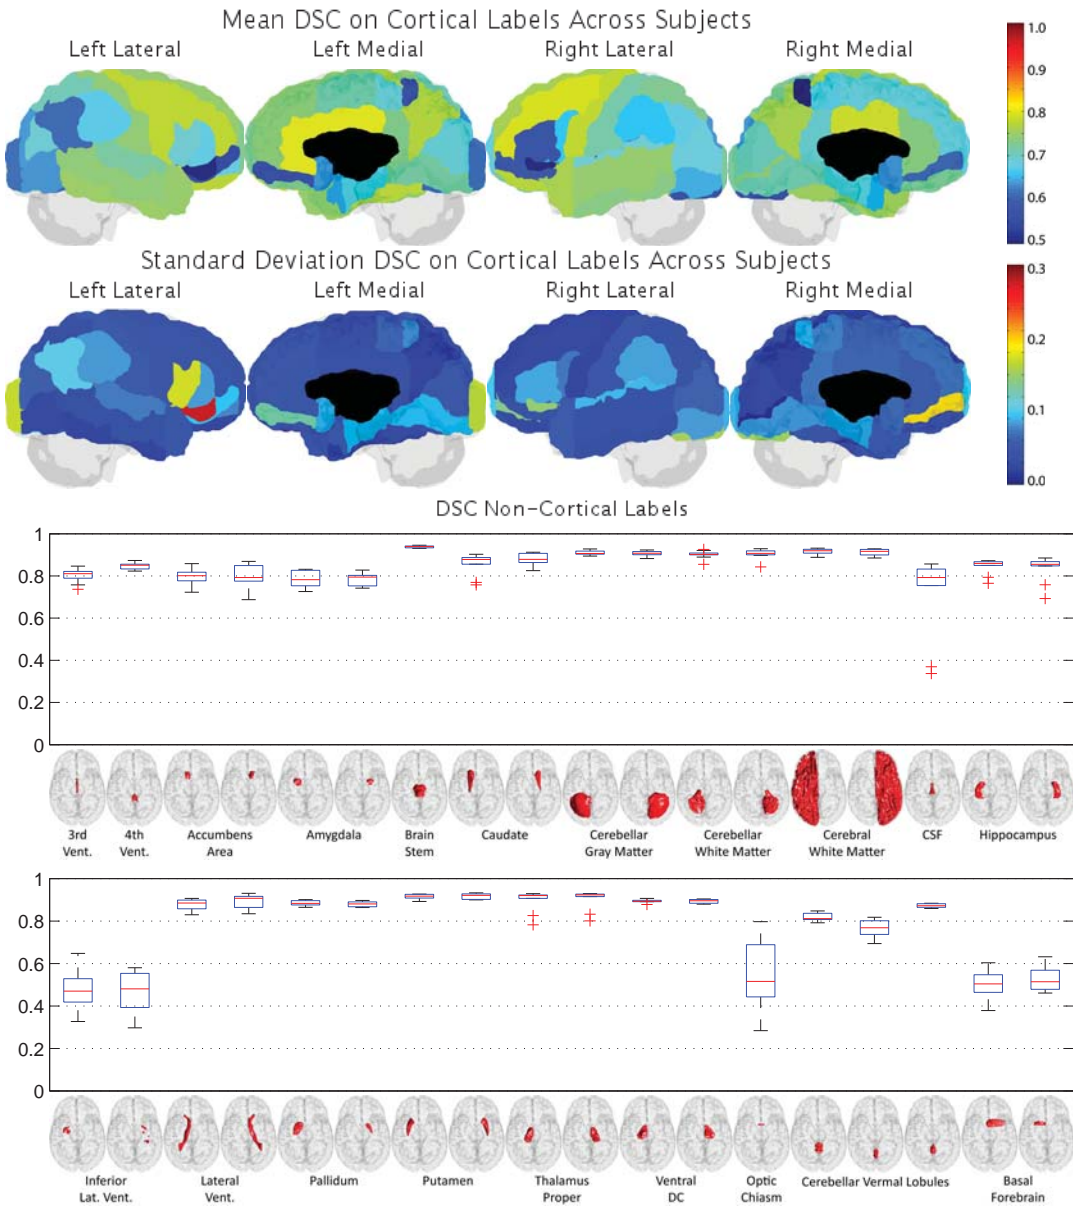 Mean DSC on Cortical Labels Across Subjects
Left Lateral Left Medial Right Lateral Right Medial
1.0
0.9
0.8
0.7
0.6
0.5
Standard Deviation DSC on Cortical Labels Across Subjects
Left Lateral Left Medial Right Lateral Right Medial
0.3
0.2
0.1
0.0
DSC Non-Cortical Labels
1
0.8
0.6
0.4
0.2
0
3rd Vent.
4th Vent.
Accumbens Area
Amygdala
Brain Stem
Caudate
Cerebellar Gray Matter
Cerebellar White Matter
Cerebral White Matter
CSF
Hippocampus
1
0.8
0.6
0.4
0.2
0
Inferior Lat. Vent.
Lateral Vent.
Pallidum
Putamen
Thalamus Proper
Ventral DC
Optic Chiasm
Cerebellar Vermal Lobules
Basal Forebrain